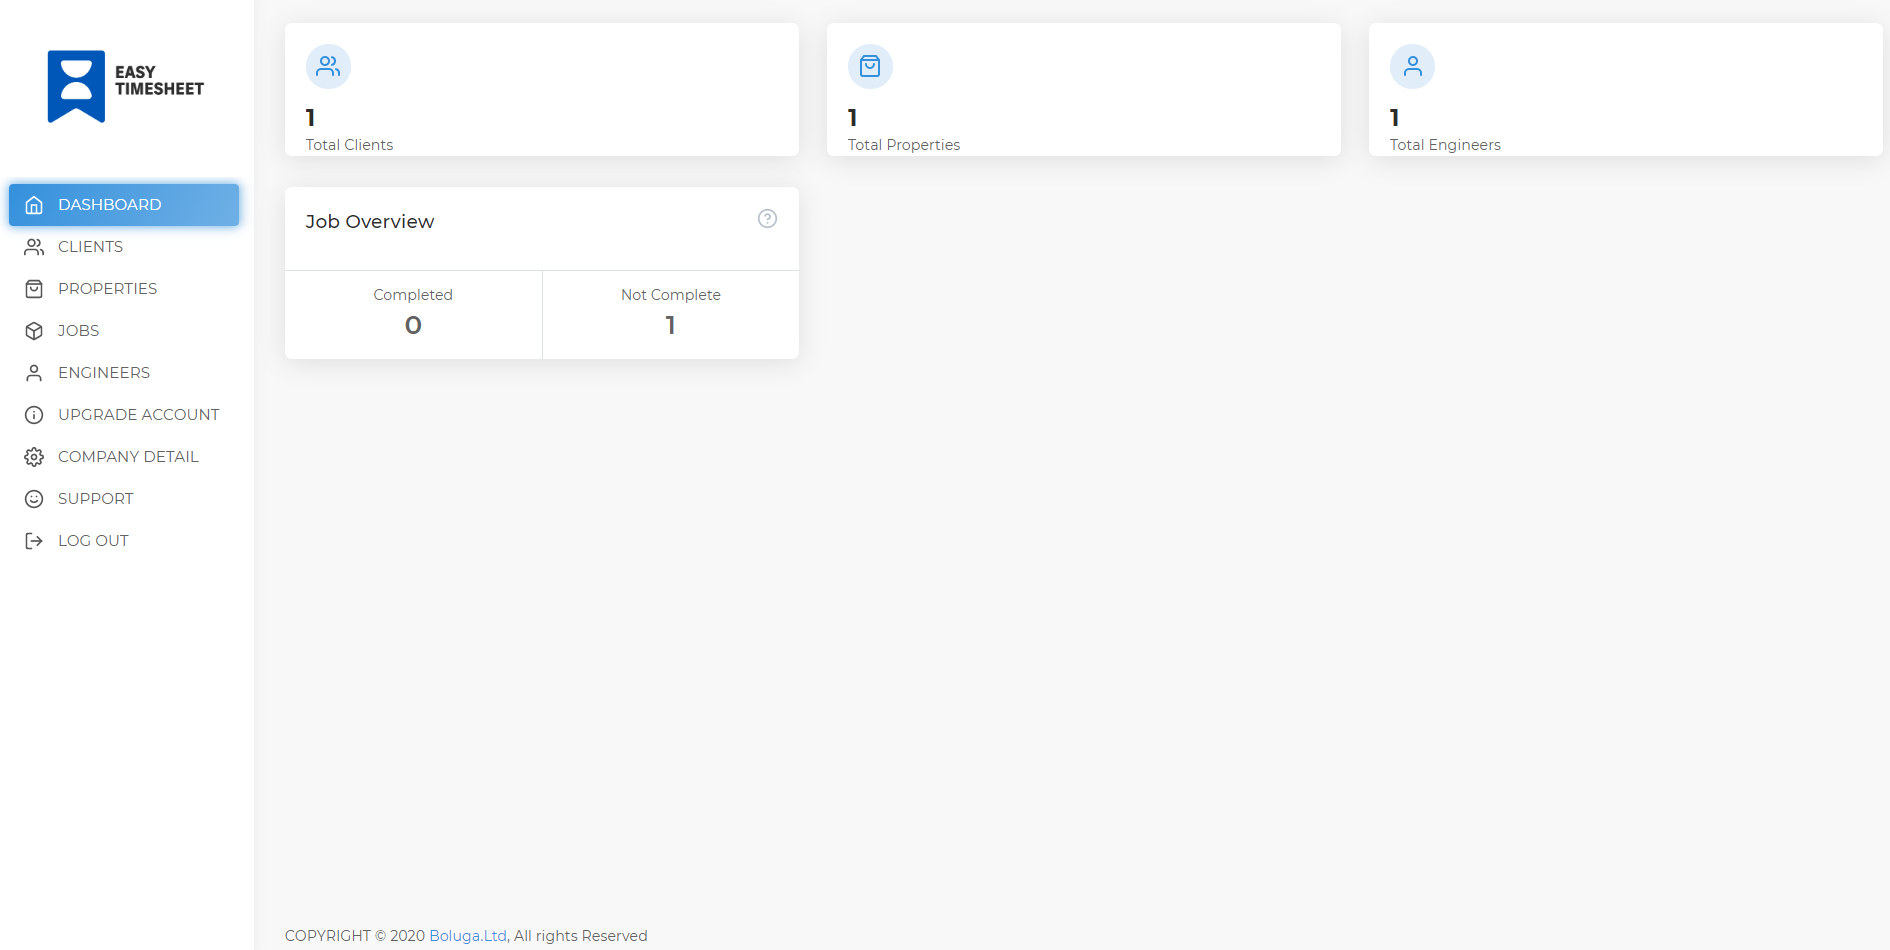 EASY
TIMESHEET
DASHBOARD
CLIENTS
PROPERTIES
JOBS
ENGINEERS
UPGRADE ACCOUNT
COMPANY DETAIL
SUPPORT
LOG OUT
1
Total Clients
1
Total Properties
1
Total Engineers
Job Overview
Completed
0
Not Complete
1
COPYRIGHT © 2020 Boluga.Ltd, All rights Reserved